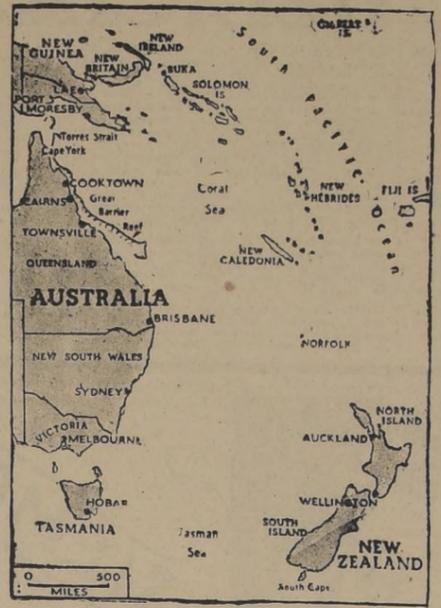 GILBERT
IS.
South Pacific Ocean
NEW
GUINEA
NEW
IRELAND
NEW
BRITAIN
BUKA
SOLOMON
IS
LAE
PORT
MORESBY
Torres Strait
Cape York
COOKTOWN
CAIRNS
Great
Barrier
Reef
Coral
Sea
NEW
HEBRIDES
FIJI IS
TOWNSVILLE
QUEENSLAND
NEW
CALEDONIA
AUSTRALIA
BRISBANE
NORFOLK
NEW SOUTH WALES
SYDNEY
VICTORIA
MELBOURNE
NORTH
ISLAND
AUCKLAND
HOBART
TASMANIA
WELLINGTON
SOUTH
ISLAND
Tasman
Sea
NEW
ZEALAND
South Cape
0 500
MILES